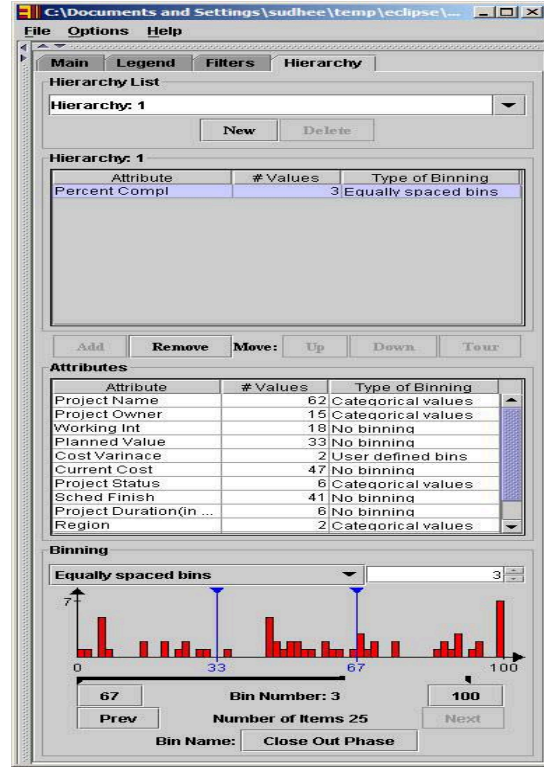 C:\Documents and Settings\sudhee\temp\eclipse\...
File Options Help
Main Legend Filters Hierarchy
Hierarchy List
Hierarchy: 1
New Delete
Hierarchy: 1
Attribute # Values Type of Binning
Percent Compl 3 Equally spaced bins
Add Remove Move: Up Down Tour
Attributes
Attribute # Values Type of Binning
Project Name 62 Categorical values
Project Owner 15 Categorical values
Working Int 18 No binning
Planned Value 33 No binning
Cost Varinace 2 User defined bins
Current Cost 47 No binning
Project Status 6 Categorical values
Sched Finish 41 No binning
Project Duration(in ... 6 No binning
Region 2 Categorical values
Binning
Equally spaced bins 3
7
0 33 67 100
67 Bin Number: 3 100
Prev Number of Items 25 Next
Bin Name: Close Out Phase